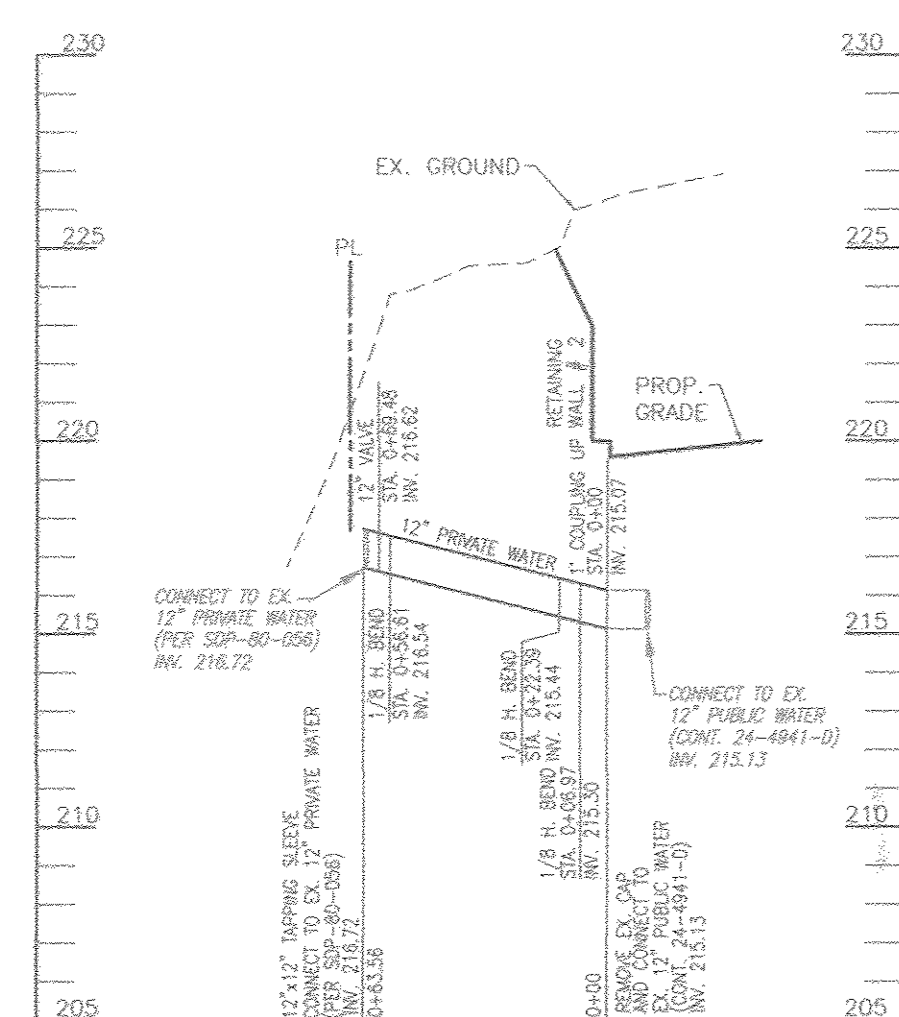 230
230
EX. GROUND
225
225
PL
RETAINING
WALL # 2
PROP.
GRADE
220
220
12" VALVE
INV. 216.62
1' COUPLING UP
STA. 0+00
INV. 215.07
12" PRIVATE WATER
CONNECT TO EX.
12" PRIVATE WATER
(PER SDP-80-056)
INV. 216.72
215
215
1/8 H. BEND
STA. 0+56.61
INV. 216.54
1/8 H. BEND
STA. 0+22.39
INV. 215.44
CONNECT TO EX.
12" PUBLIC WATER
(CONT. 24-4941-D)
INV. 215.13
1/8 H. BEND
STA. 0+06.97
INV. 215.30
210
210
12"x12" TAPPING SLEEVE
CONNECT TO EX. 12" PRIVATE WATER
(PER SDP-80-056)
INV. 216.72
0+63.56
0+00
REMOVE EX. CAP
AND CONNECT TO
EX. 12" PUBLIC WATER
(CONT. 24-4941-D)
INV. 215.13
205
205